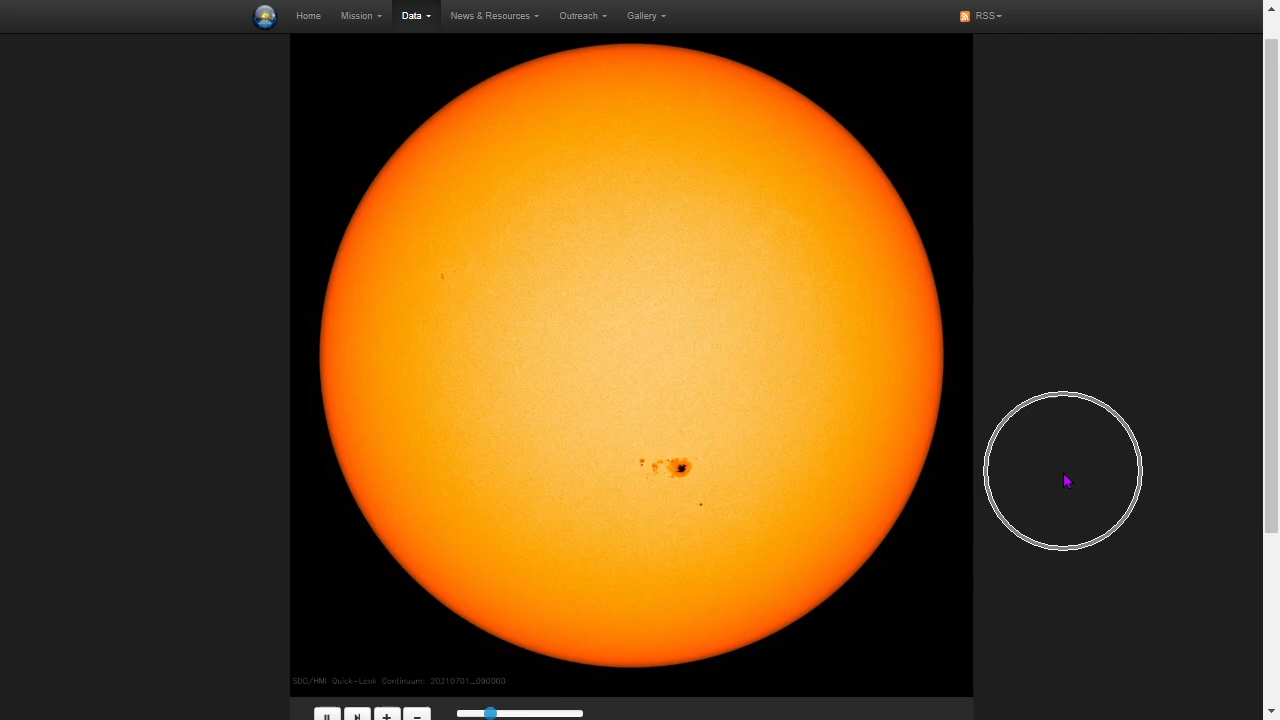 Home Mission Data News & Resources Outreach Gallery RSS
SDO/HMI Quick-Look Continuum: 20210701_090000